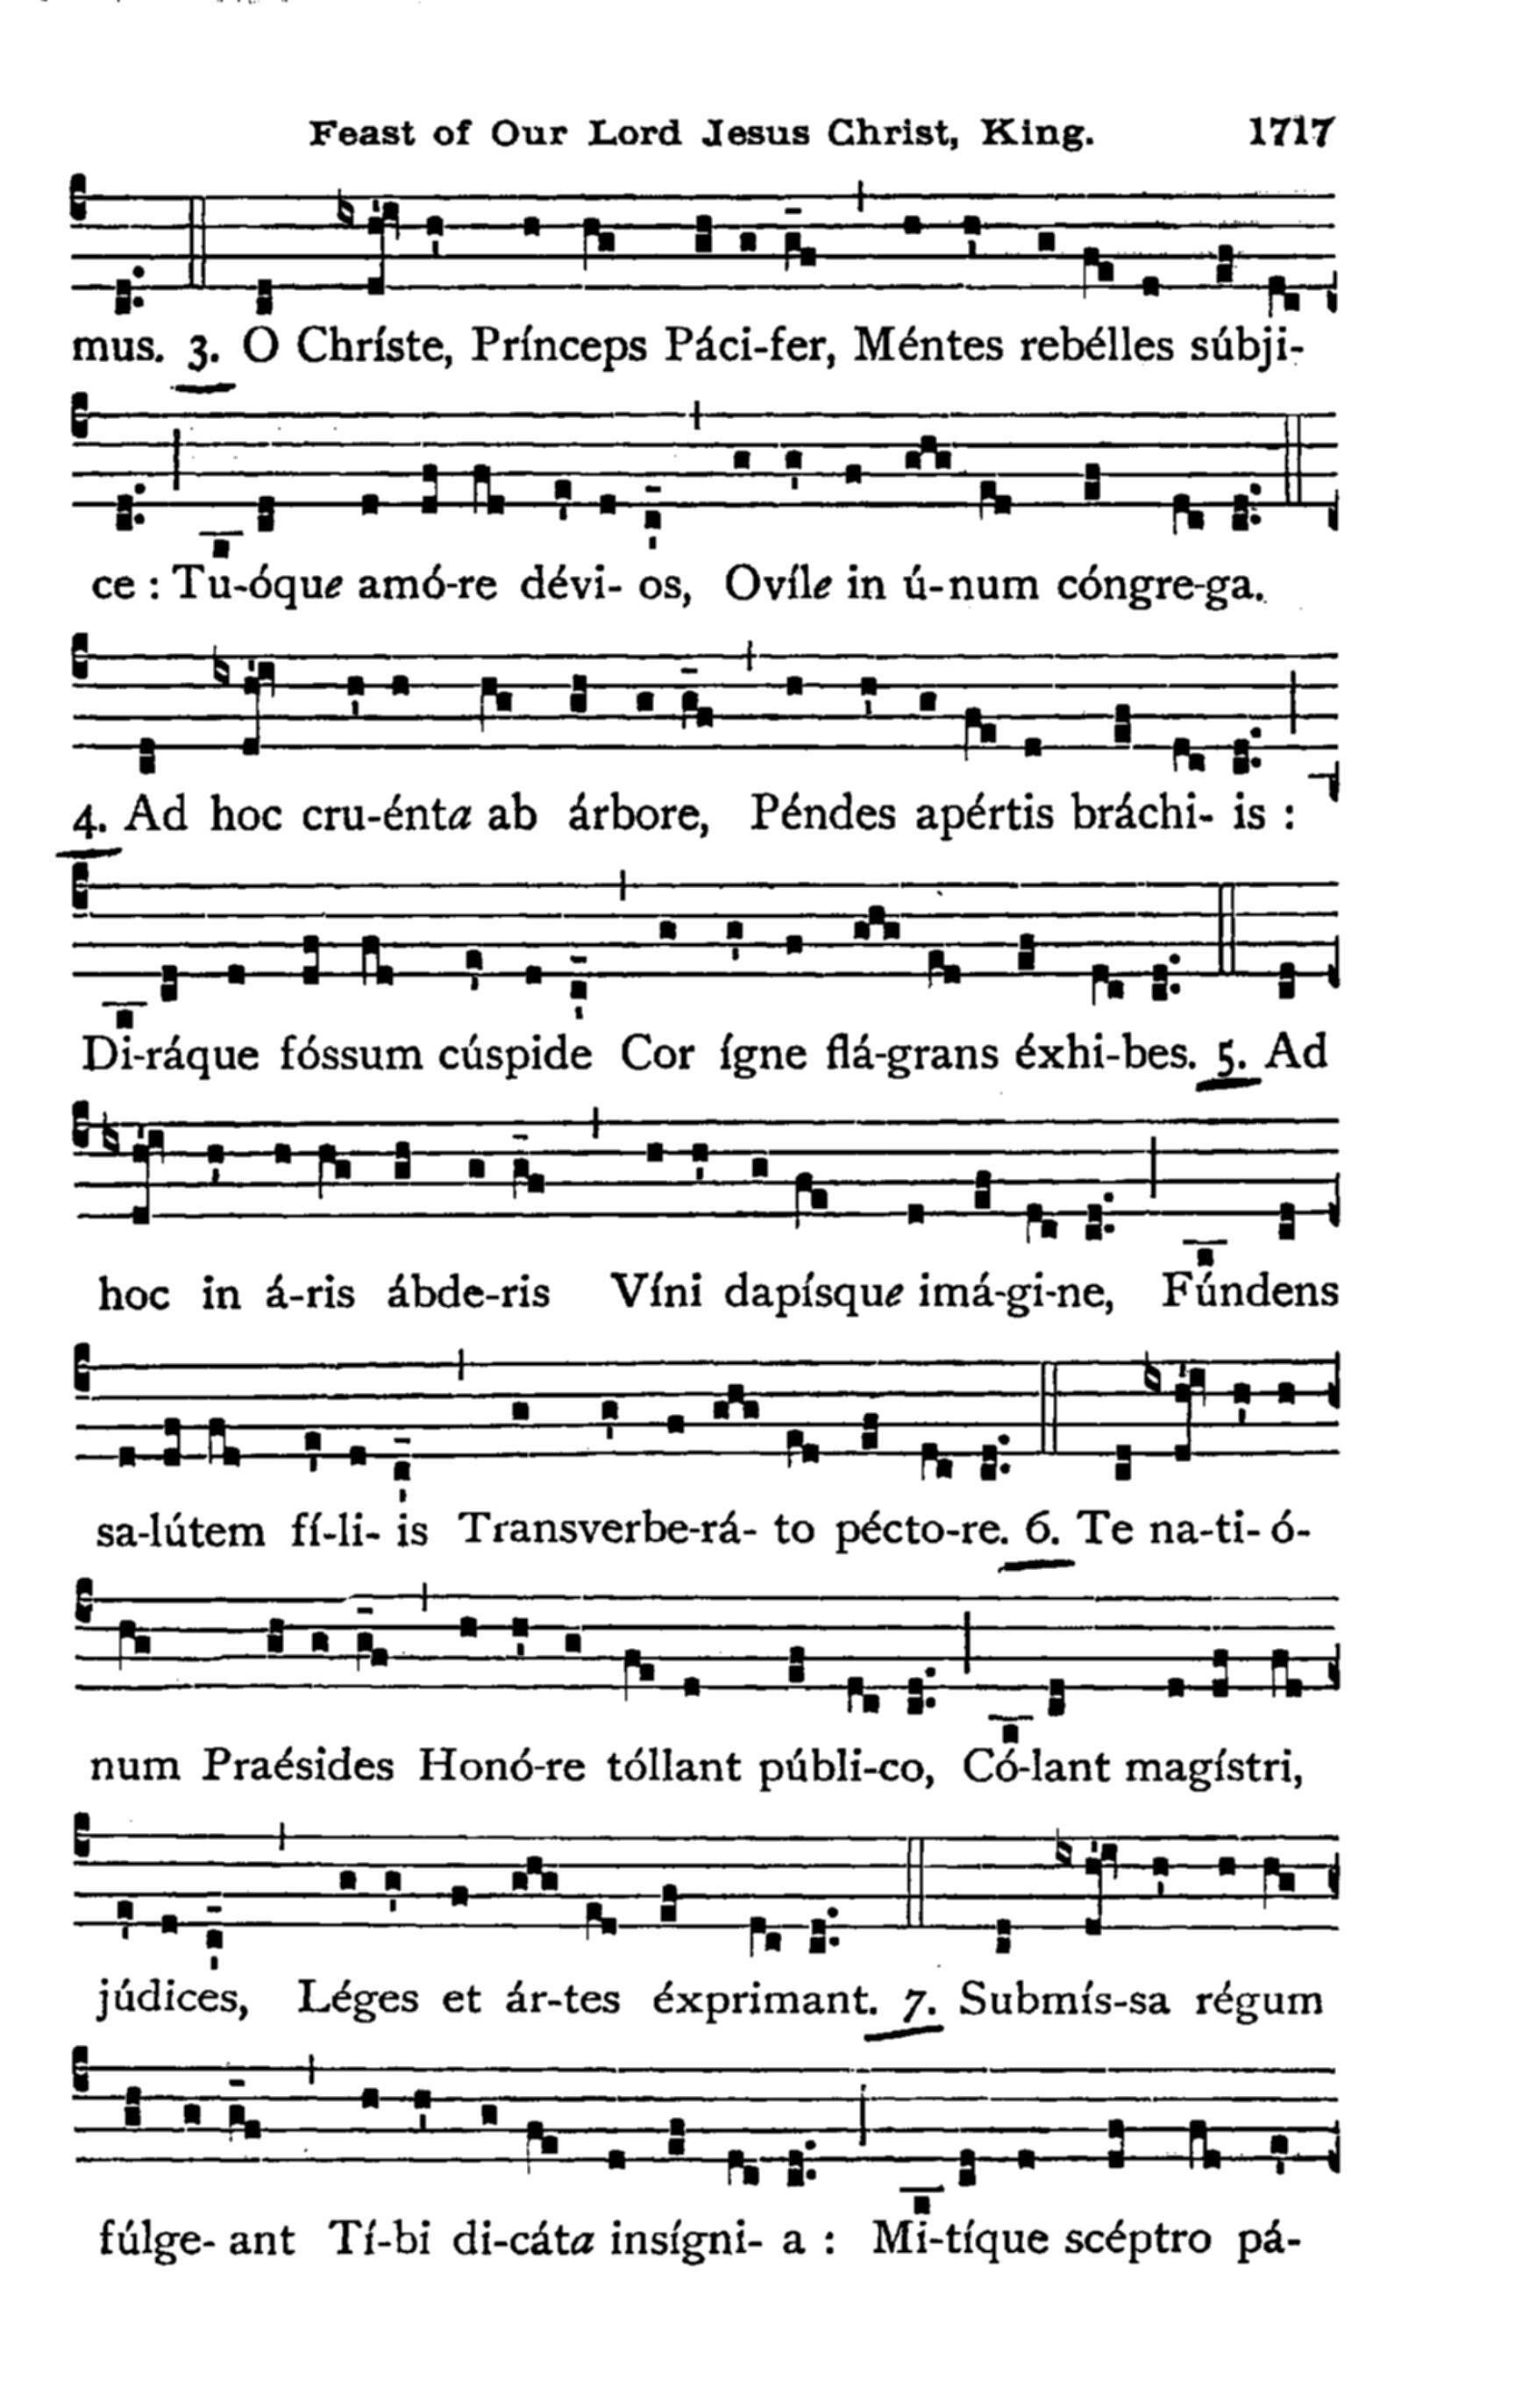 Feast of Our Lord Jesus Christ, King. 1717
mus. 3. O Chríste, Prínceps Páci-fer, Méntes rebélles súbji-
ce : Tu-óque amó-re dévi- os, Ovíle in ú-num cóngre-ga.
4. Ad hoc cru-énta ab árbore, Péndes apértis bráchi- is :
Di-ráque fóssum cúspide Cor ígne flá-grans éxhi-bes. 5. Ad
hoc in á-ris ábde-ris Víni dapísque imá-gi-ne, Fúndens
sa-lútem fí-li- is Transverbe-rá- to pécto-re. 6. Te na-ti-ó-
num Praésides Honó-re tóllant públi-co, Có-lant magístri,
júdices, Léges et ár-tes éxprimant. 7. Submís-sa régum
fúlge- ant Tí-bi di-cáta insígni- a : Mi-tíque scéptro pá-